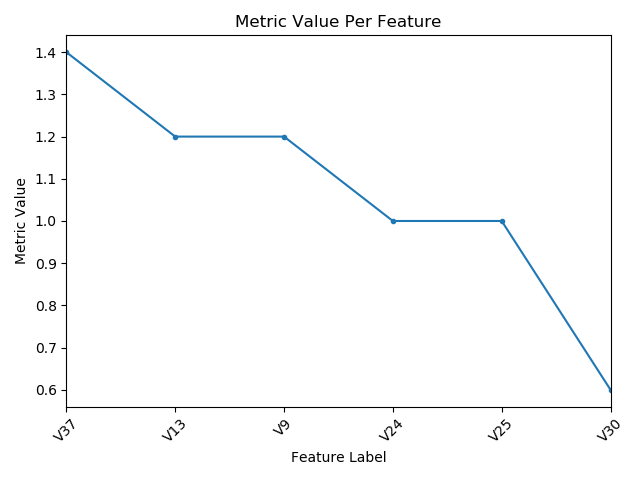 Metric Value Per Feature
Metric Value
1.4
1.3
1.2
1.1
1.0
0.9
0.8
0.7
0.6
V37
V13
V9
V24
V25
V30
Feature Label